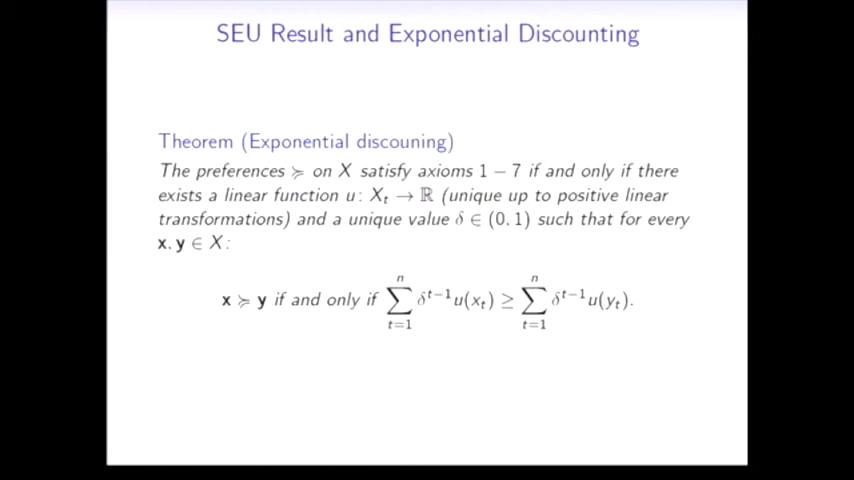 SEU Result and Exponential Discounting
Theorem (Exponential discouning)
The preferences ≽ on X satisfy axioms 1 − 7 if and only if there
exists a linear function u: X_t → ℝ (unique up to positive linear
transformations) and a unique value δ ∈ (0, 1) such that for every
x, y ∈ X:
x ≽ y if and only if ∑_{t=1}^{n} δ^{t−1}u(x_t) ≥ ∑_{t=1}^{n} δ^{t−1}u(y_t).